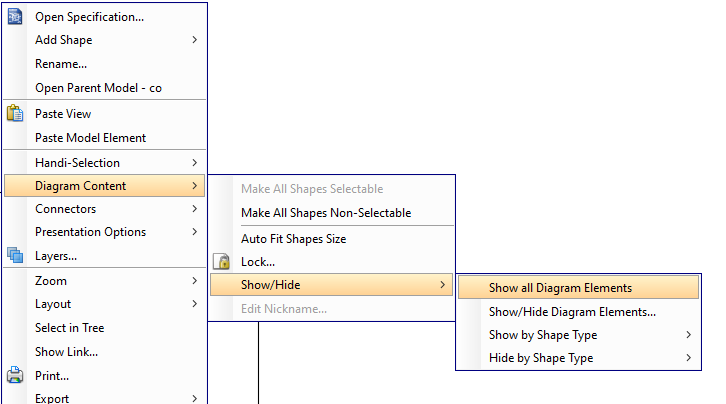 Open Specification...
Add Shape
Rename...
Open Parent Model - co
Paste View
Paste Model Element
Handi-Selection
Diagram Content
Connectors
Presentation Options
Layers...
Zoom
Layout
Select in Tree
Show Link...
Print...
Export
Make All Shapes Selectable
Make All Shapes Non-Selectable
Auto Fit Shapes Size
Lock...
Show/Hide
Edit Nickname...
Show all Diagram Elements
Show/Hide Diagram Elements...
Show by Shape Type
Hide by Shape Type